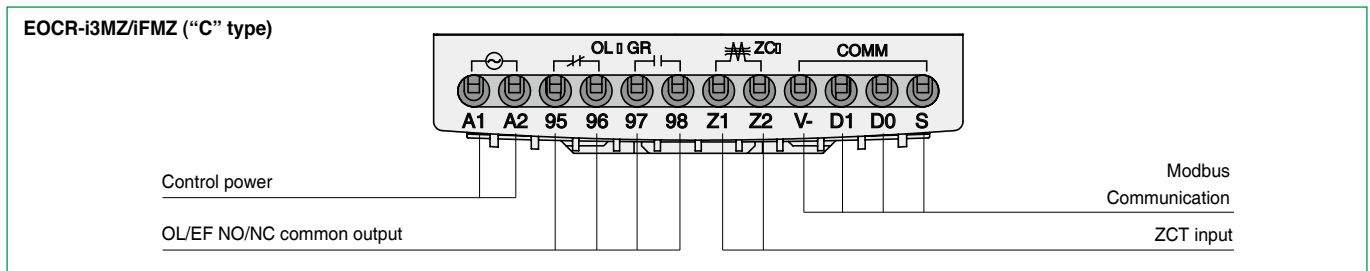 EOCR-i3MZ/iFMZ (“C” type)
OL ▯ GR ZC▯ COMM
A1 A2 95 96 97 98 Z1 Z2 V- D1 D0 S
Control power
Modbus
Communication
OL/EF NO/NC common output
ZCT input